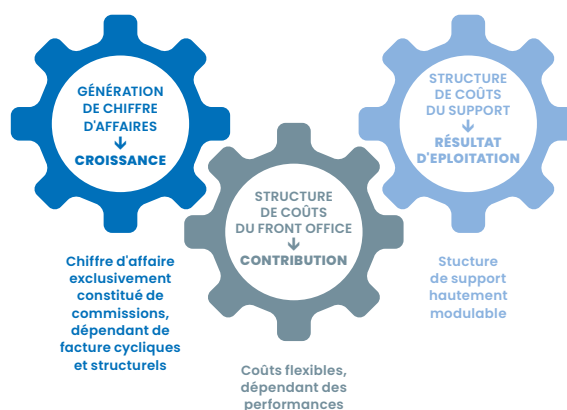 GÉNÉRATION
DE CHIFFRE
D'AFFAIRES
CROISSANCE
Chiffre d'affaire
exclusivement
constitué de
commissions,
dépendant de
facture cycliques
et structurels
STRUCTURE
DE COÛTS
DU FRONT OFFICE
CONTRIBUTION
Coûts flexibles,
dépendant des
performances
STRUCTURE
DE COÛTS
DU SUPPORT
RÉSULTAT
D'EPLOITATION
Stucture
de support
hautement
modulable